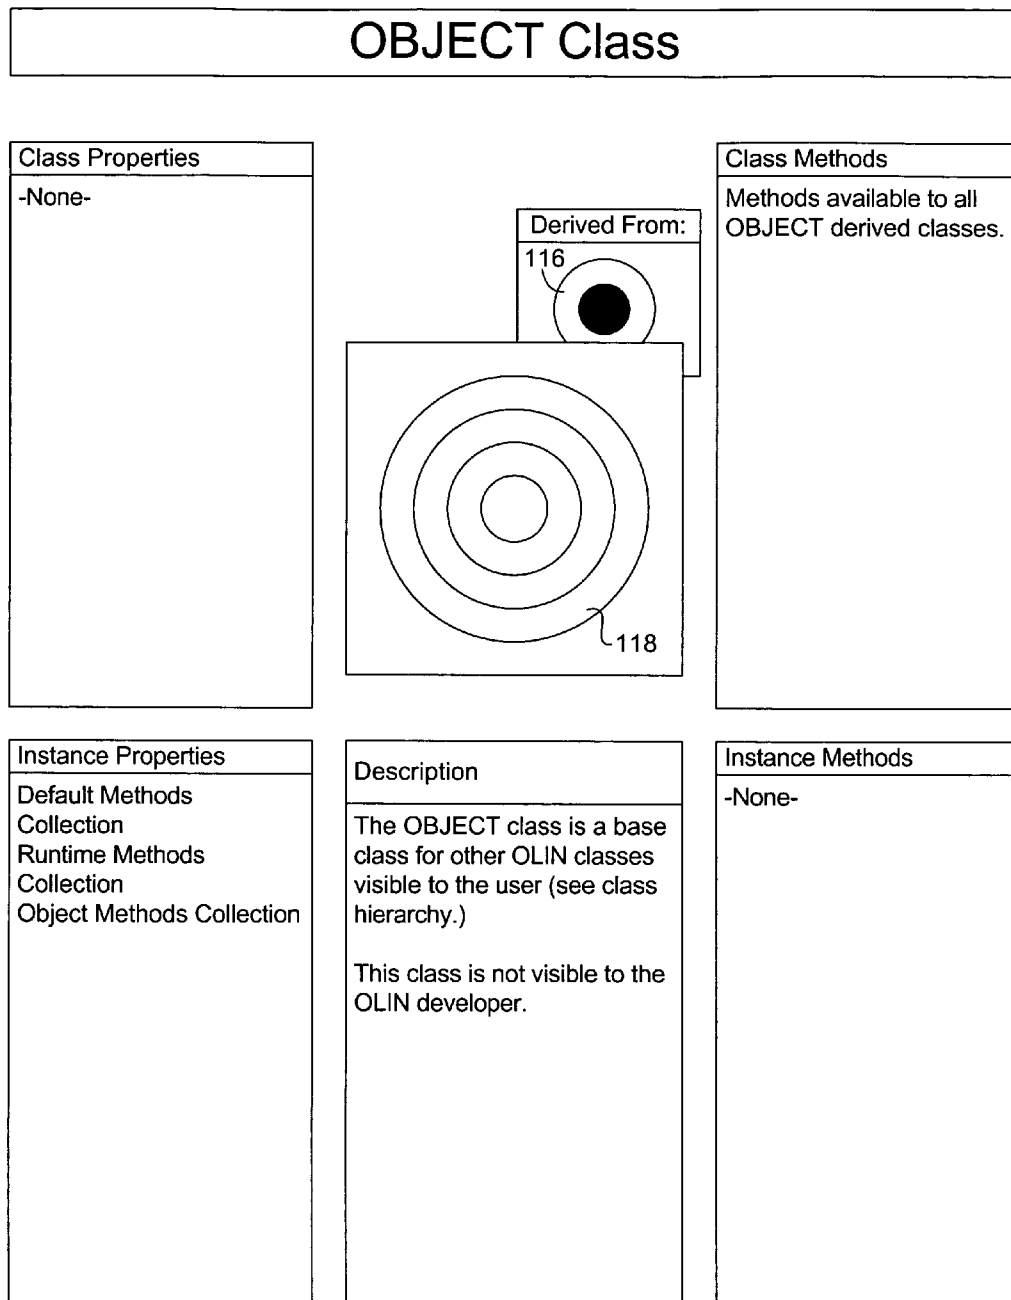 OBJECT Class
Class Properties
-None-
Derived From:
116
118
Class Methods
Methods available to all
OBJECT derived classes.
Instance Properties
Default Methods
Collection
Runtime Methods
Collection
Object Methods Collection
Description
The OBJECT class is a base
class for other OLIN classes
visible to the user (see class
hierarchy.)
This class is not visible to the
OLIN developer.
Instance Methods
-None-